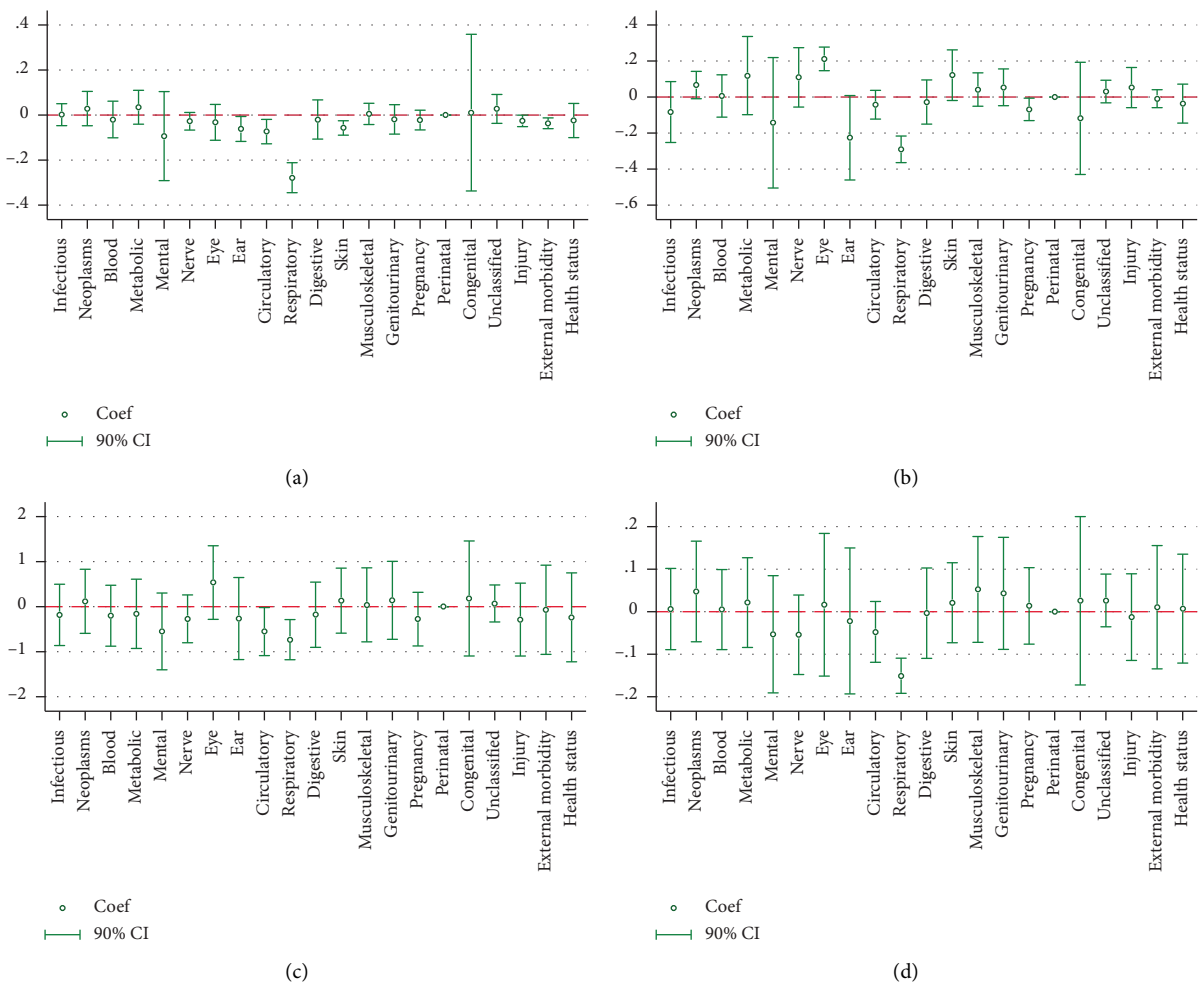 .4
.2
0
−.2
−.4
Infectious
Neoplasms
Blood
Metabolic
Mental
Nerve
Eye
Ear
Circulatory
Respiratory
Digestive
Skin
Musculoskeletal
Genitourinary
Pregnancy
Perinatal
Congenital
Unclassified
Injury
External morbidity
Health status
Coef
90% CI
(a)
.4
.2
0
−.2
−.4
−.6
Infectious
Neoplasms
Blood
Metabolic
Mental
Nerve
Eye
Ear
Circulatory
Respiratory
Digestive
Skin
Musculoskeletal
Genitourinary
Pregnancy
Perinatal
Congenital
Unclassified
Injury
External morbidity
Health status
Coef
90% CI
(b)
2
1
0
−1
−2
Infectious
Neoplasms
Blood
Metabolic
Mental
Nerve
Eye
Ear
Circulatory
Respiratory
Digestive
Skin
Musculoskeletal
Genitourinary
Pregnancy
Perinatal
Congenital
Unclassified
Injury
External morbidity
Health status
Coef
90% CI
(c)
.2
.1
0
−.1
−.2
Infectious
Neoplasms
Blood
Metabolic
Mental
Nerve
Eye
Ear
Circulatory
Respiratory
Digestive
Skin
Musculoskeletal
Genitourinary
Pregnancy
Perinatal
Congenital
Unclassified
Injury
External morbidity
Health status
Coef
90% CI
(d)